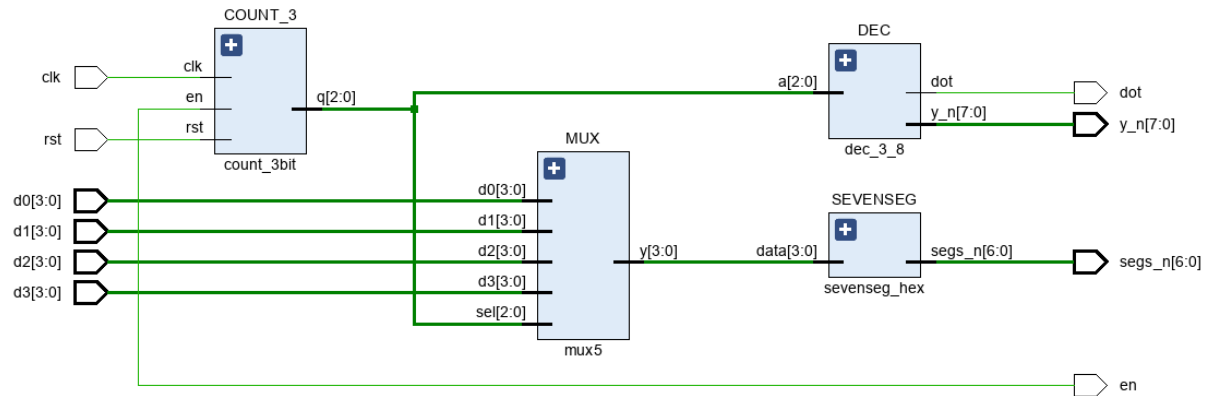 COUNT_3
clk
clk
en
q[2:0]
rst
rst
count_3bit
DEC
a[2:0]
dot
dot
y_n[7:0]
y_n[7:0]
dec_3_8
MUX
d0[3:0]
d0[3:0]
d1[3:0]
d1[3:0]
d2[3:0]
d2[3:0]
d3[3:0]
d3[3:0]
sel[2:0]
y[3:0]
mux5
SEVENSEG
data[3:0]
segs_n[6:0]
segs_n[6:0]
sevenseg_hex
en